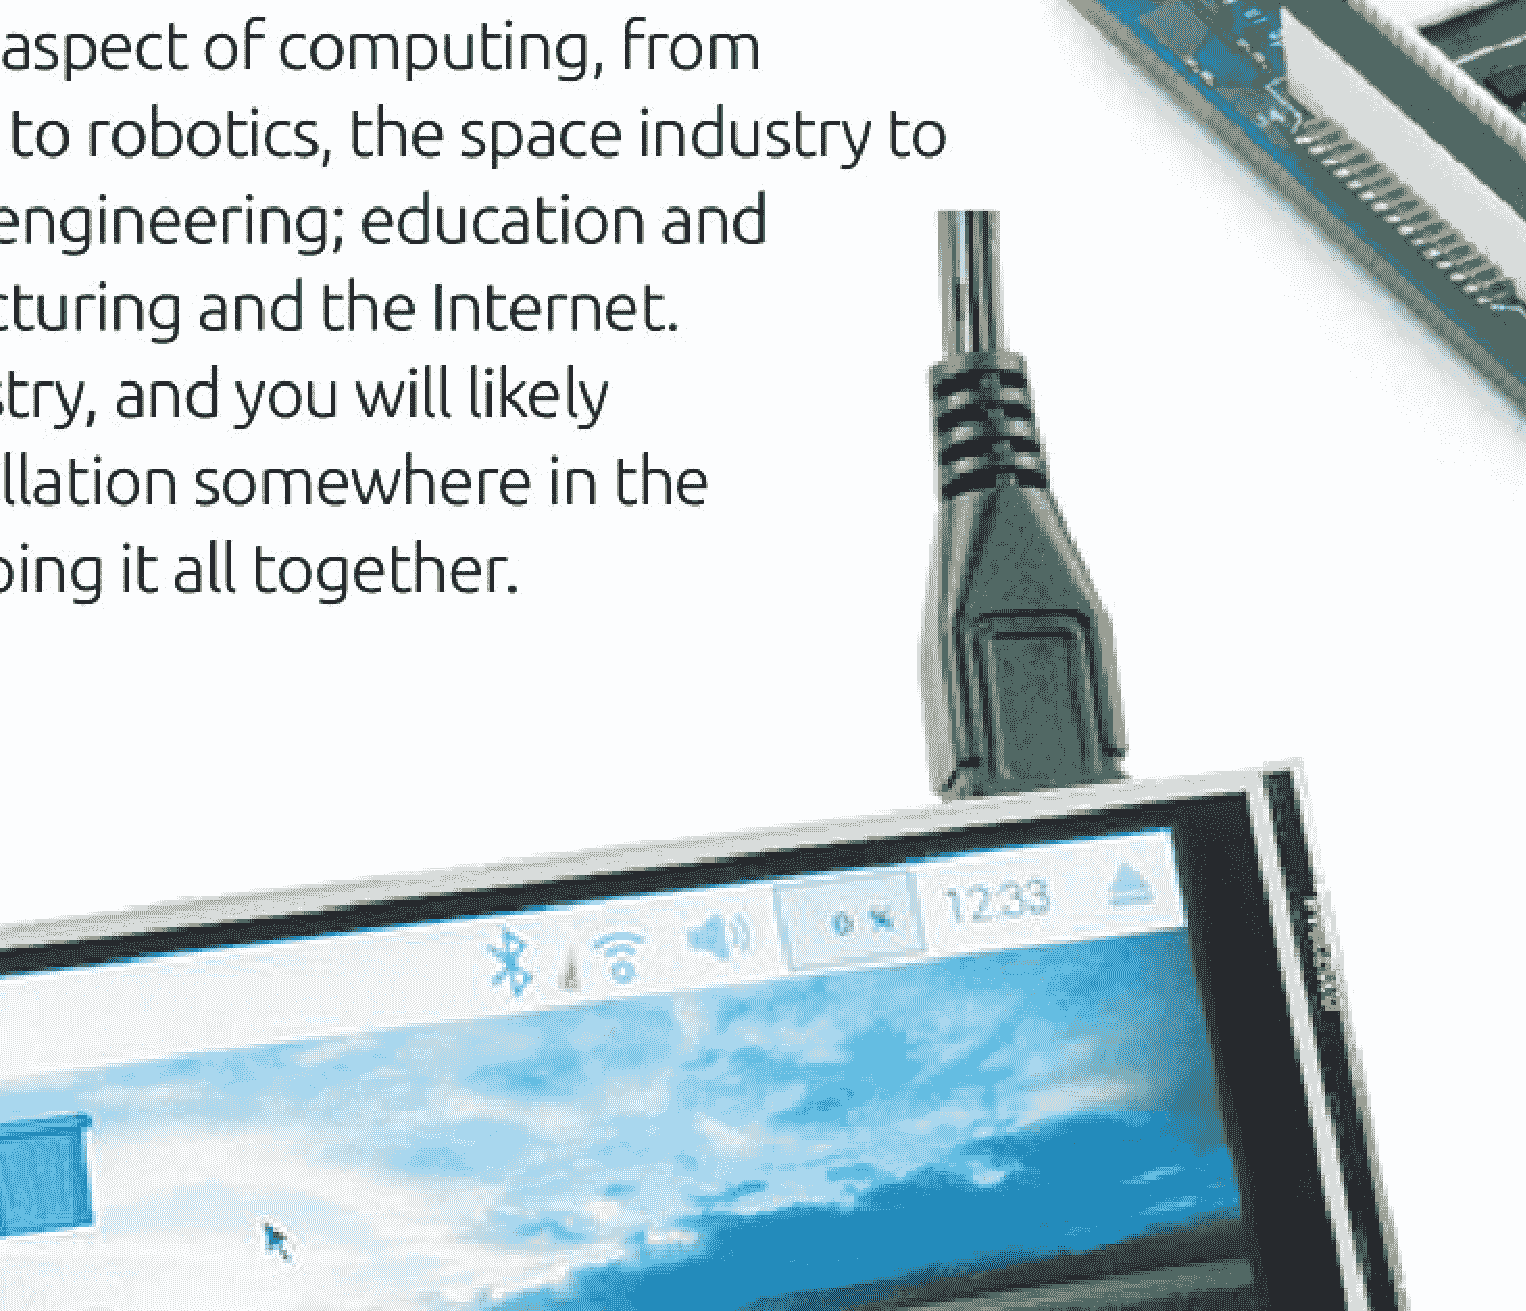 aspect of computing, from
to robotics, the space industry to
engineering; education and
cturing and the Internet.
stry, and you will likely
llation somewhere in the
ping it all together.
12:33